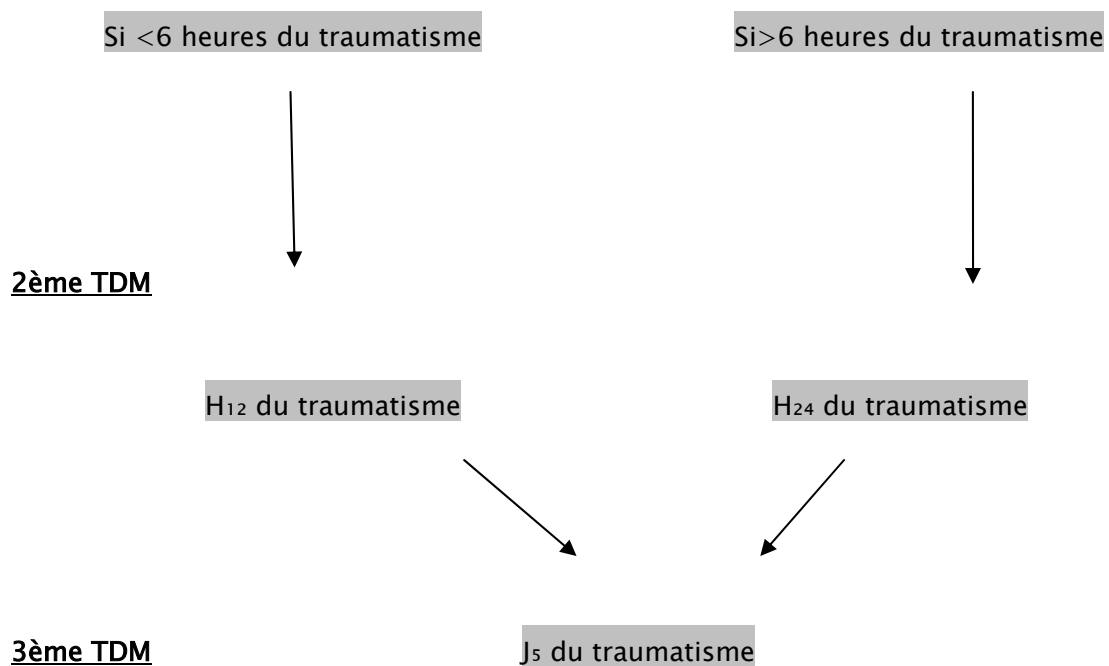 Si <6 heures du traumatisme
Si>6 heures du traumatisme
2ème TDM
H12 du traumatisme
H24 du traumatisme
3ème TDM
J5 du traumatisme